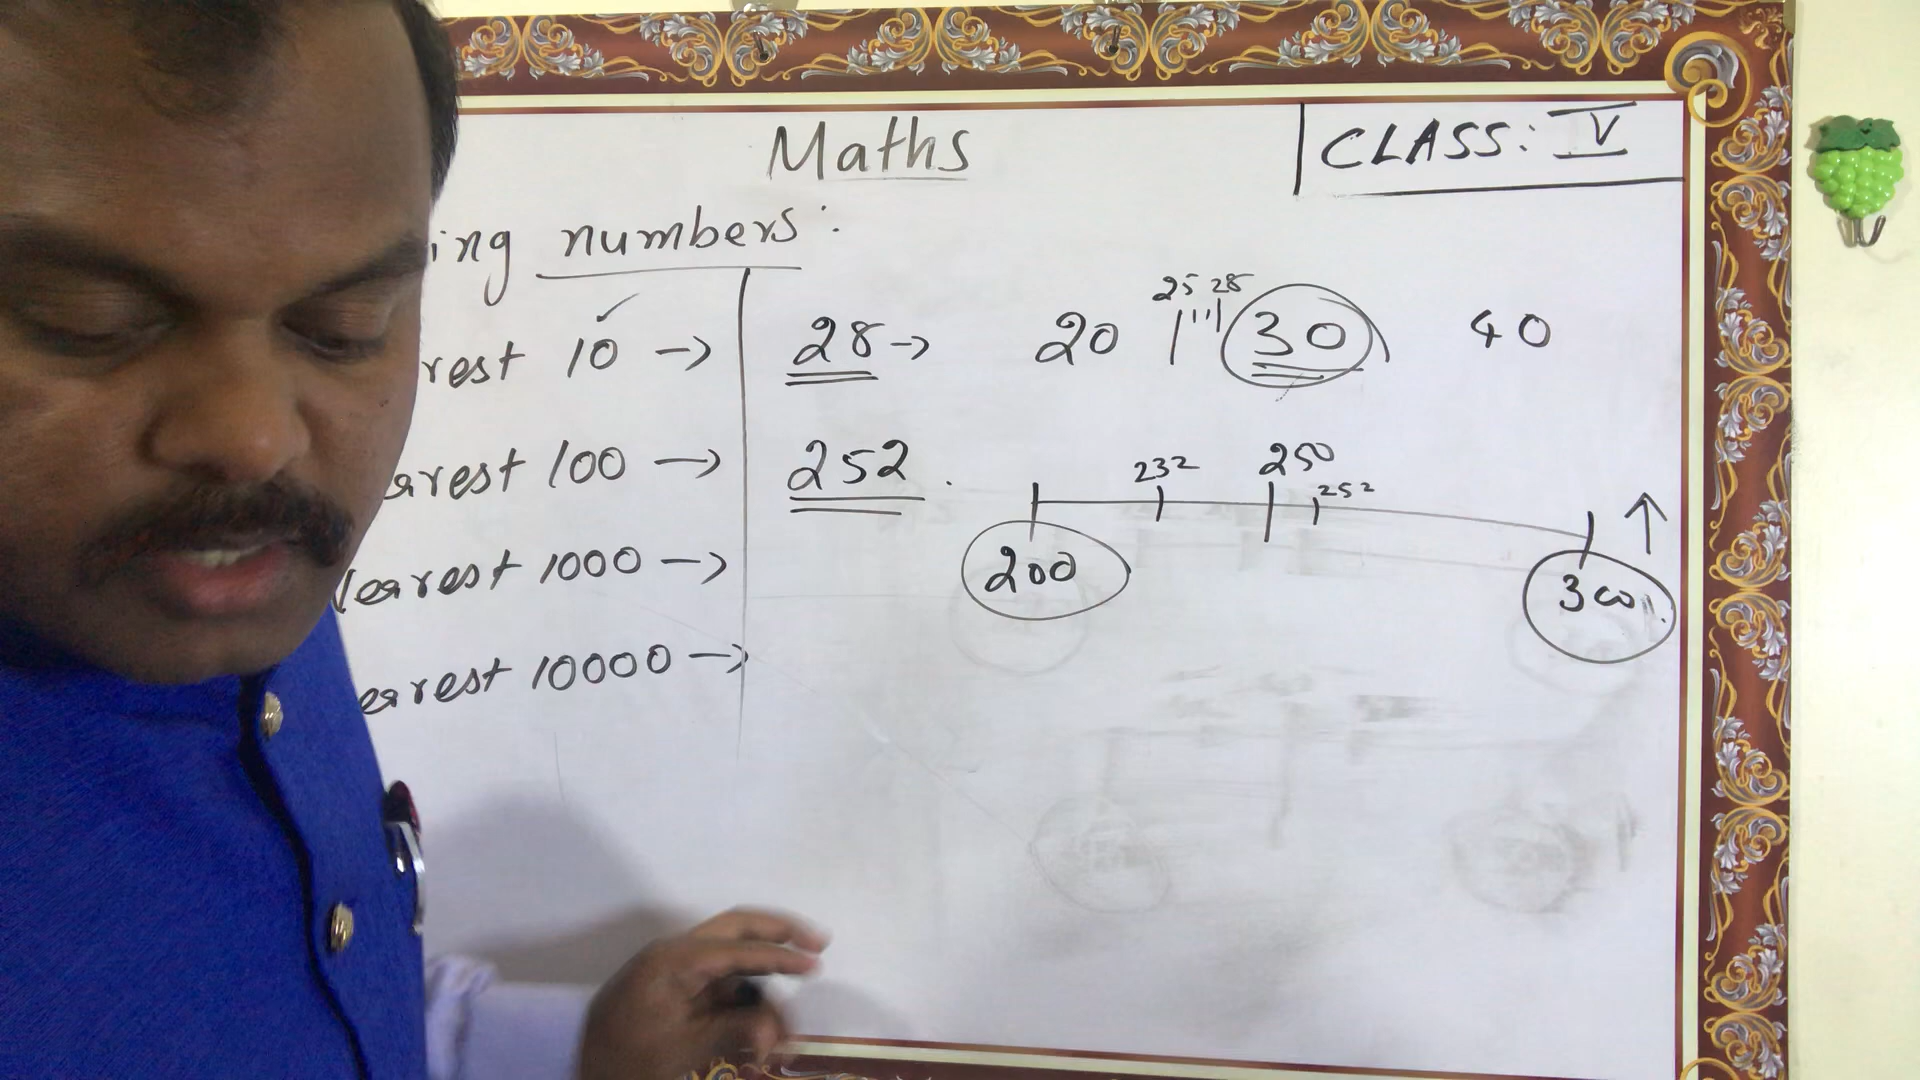 Maths
CLASS: V
ing numbers:
rest 10 → 28 → 20 25 28 30 40
arest 100 → 252. 232 250 252
200 300
Nearest 1000 →
earest 10000 →